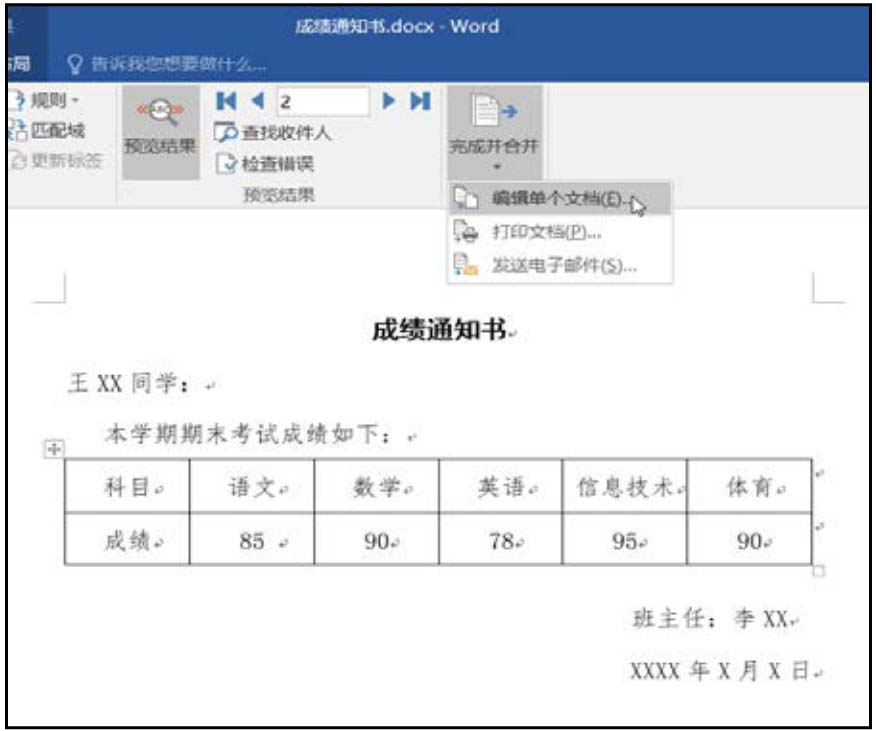 成绩通知书.docx - Word
告诉我您想要做什么...
规则
匹配域
更新标签
预览结果
2
查找收件人
检查错误
预览结果
完成并合并
编辑单个文档(E)...
打印文档(P)...
发送电子邮件(S)...
成绩通知书
王 XX 同学：
本学期期末考试成绩如下：
科目 语文 数学 英语 信息技术 体育
成绩 85 90 78 95 90
班主任：李 XX
XXXX 年 X 月 X 日